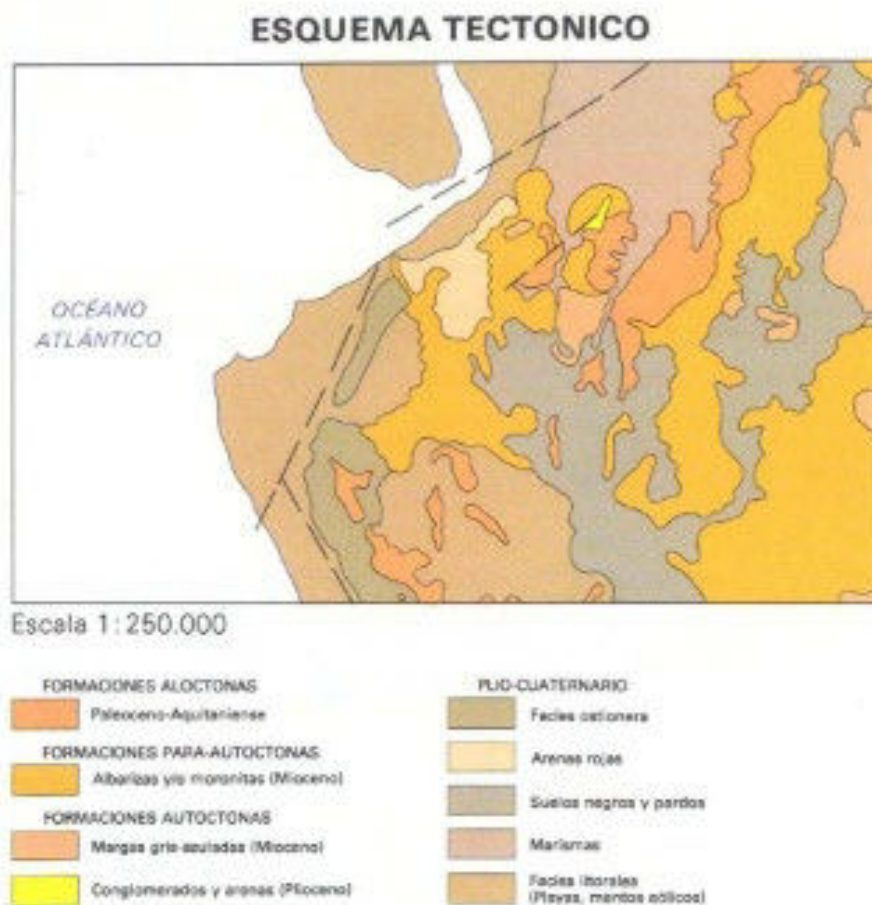 ESQUEMA TECTONICO
OCÉANO
ATLÁNTICO
Escala 1:250.000
FORMACIONES ALOCTONAS
Paleoceno-Aquitaniense
FORMACIONES PARA-AUTOCTONAS
Albarizas y/o moronitas (Mioceno)
FORMACIONES AUTOCTONAS
Margas gris-azuladas (Mioceno)
Conglomerados y arenas (Plioceno)
PLIO-CUATERNARIO
Facies ostionera
Arenas rojas
Suelos negros y pardos
Marismas
Facies litorales
(Playas, mantos eólicos)